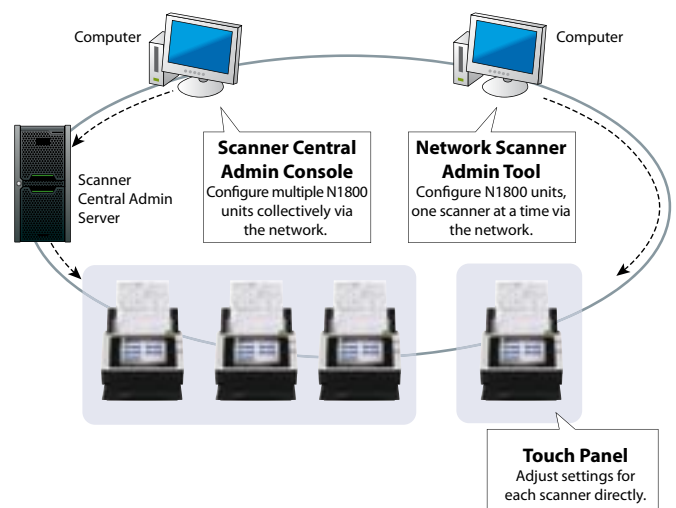 Computer
Computer
Scanner Central
Admin Console
Configure multiple N1800
units collectively via
the network.
Network Scanner
Admin Tool
Configure N1800 units,
one scanner at a time via
the network.
Scanner
Central Admin
Server
Touch Panel
Adjust settings for
each scanner directly.